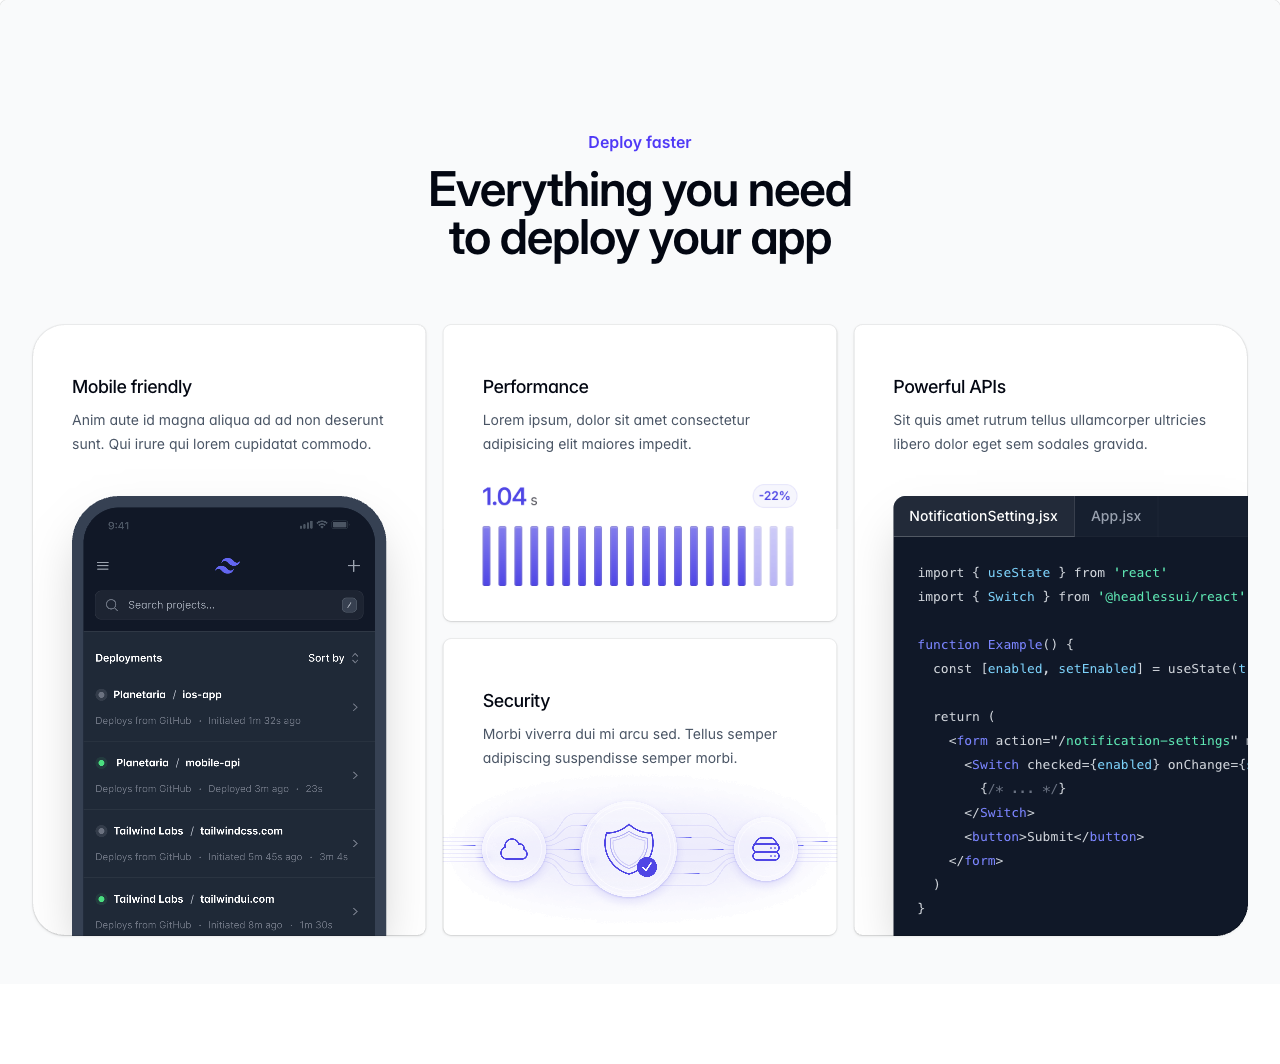 Deploy faster
Everything you need
to deploy your app
Mobile friendly
Anim aute id magna aliqua ad ad non deserunt
sunt. Qui irure qui lorem cupidatat commodo.
9:41
Search projects...
/
Deployments
Sort by
Planetaria / ios-app
Deploys from GitHub · Initiated 1m 32s ago
Planetaria / mobile-api
Deploys from GitHub · Deployed 3m ago · 23s
Tailwind Labs / tailwindcss.com
Deploys from GitHub · Initiated 5m 45s ago · 3m 4s
Tailwind Labs / tailwindui.com
Deploys from GitHub · Initiated 8m ago · 1m 30s
Performance
Lorem ipsum, dolor sit amet consectetur
adipisicing elit maiores impedit.
1.04 s
-22%
Security
Morbi viverra dui mi arcu sed. Tellus semper
adipiscing suspendisse semper morbi.
Powerful APIs
Sit quis amet rutrum tellus ullamcorper ultricies
libero dolor eget sem sodales gravida.
NotificationSetting.jsx
App.jsx
import { useState } from 'react'
import { Switch } from '@headlessui/react'
function Example() {
const [enabled, setEnabled] = useState(t
return (
<form action="/notification-settings"
<Switch checked={enabled} onChange={
{/* ... */}
</Switch>
<button>Submit</button>
</form>
)
}